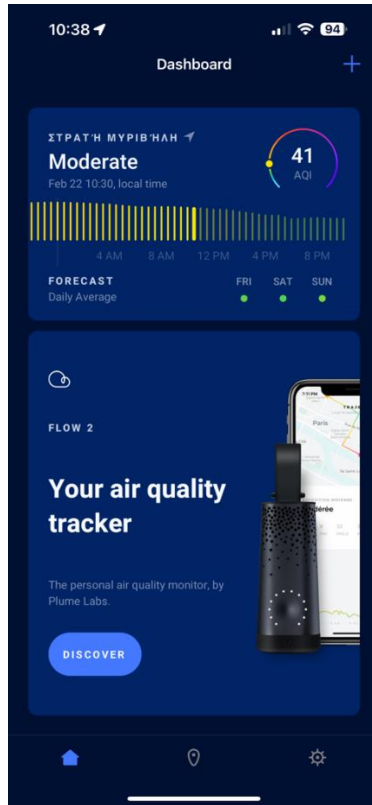 10:38
94
Dashboard
ΣΤΡΑΤΉ ΜΥΡΙΒΉΛΗ
Moderate
Feb 22 10:30, local time
41
AQI
4 AM 8 AM 12 PM 4 PM 8 PM
FORECAST
Daily Average
FRI SAT SUN
FLOW 2
Your air quality
tracker
The personal air quality monitor, by
Plume Labs.
DISCOVER
Paris